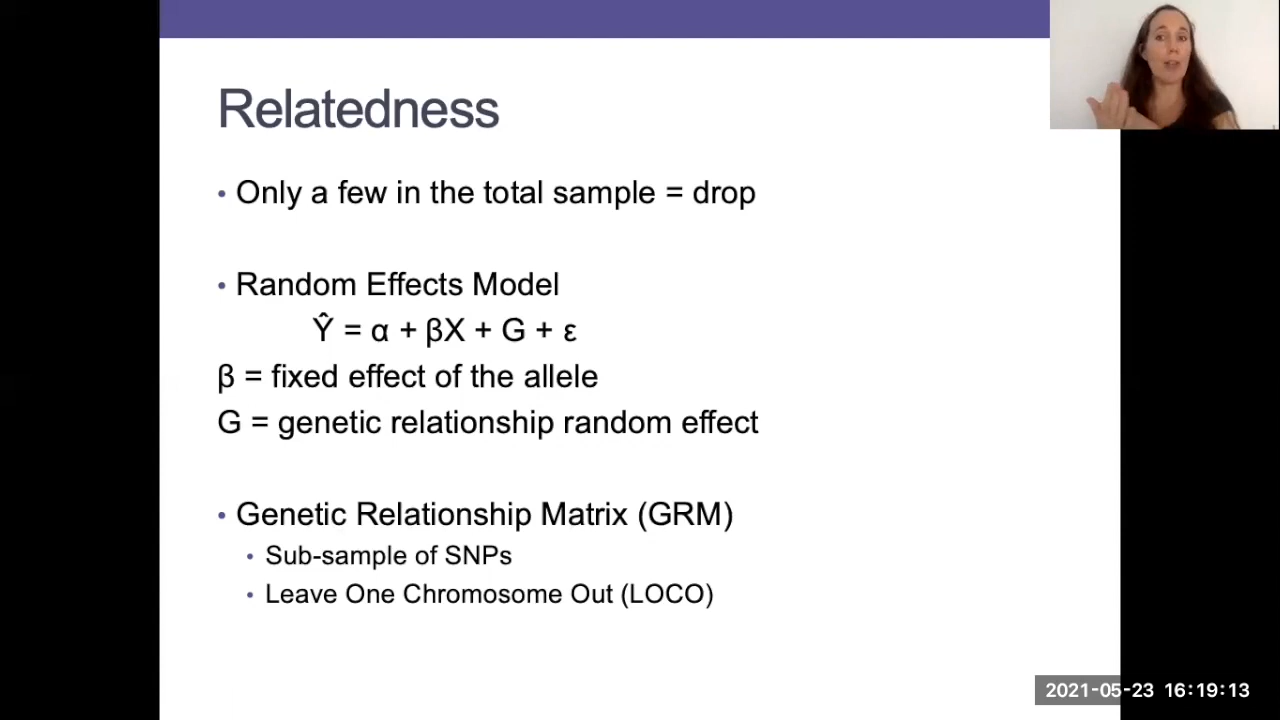 Relatedness
• Only a few in the total sample = drop
• Random Effects Model
Ŷ = α + βX + G + ε
β = fixed effect of the allele
G = genetic relationship random effect
• Genetic Relationship Matrix (GRM)
• Sub-sample of SNPs
• Leave One Chromosome Out (LOCO)
2021-05-23 16:19:13